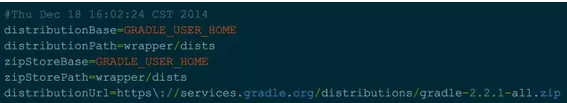 #Thu Dec 18 16:02:24 CST 2014
distributionBase=GRADLE_USER_HOME
distributionPath=wrapper/dists
zipStoreBase=GRADLE_USER_HOME
zipStorePath=wrapper/dists
distributionUrl=https\://services.gradle.org/distributions/gradle-2.2.1-all.zip